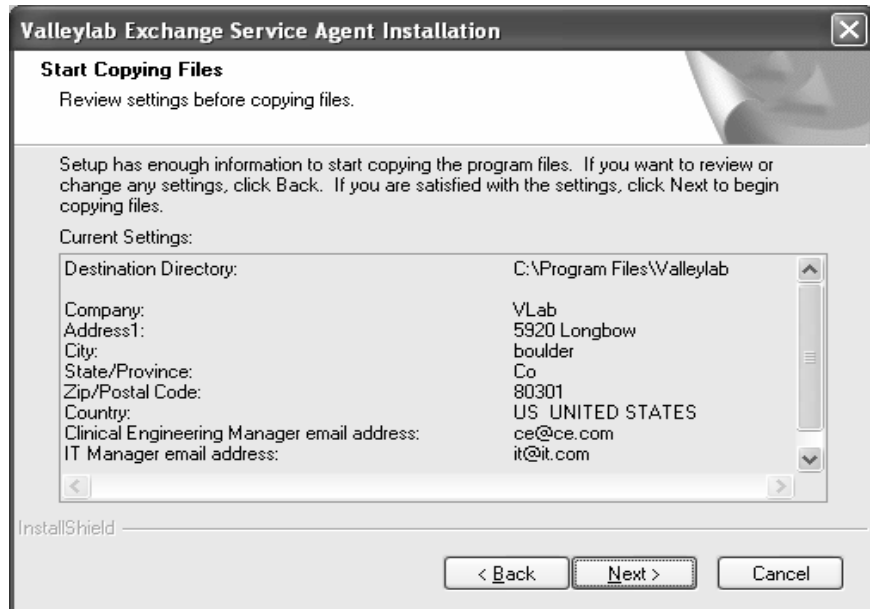 Valleylab Exchange Service Agent Installation
Start Copying Files
Review settings before copying files.
Setup has enough information to start copying the program files. If you want to review or
change any settings, click Back. If you are satisfied with the settings, click Next to begin
copying files.
Current Settings:
Destination Directory: C:\Program Files\Valleylab
Company: VLab
Address1: 5920 Longbow
City: boulder
State/Province: Co
Zip/Postal Code: 80301
Country: US UNITED STATES
Clinical Engineering Manager email address: ce@ce.com
IT Manager email address: it@it.com
InstallShield
< Back Next > Cancel